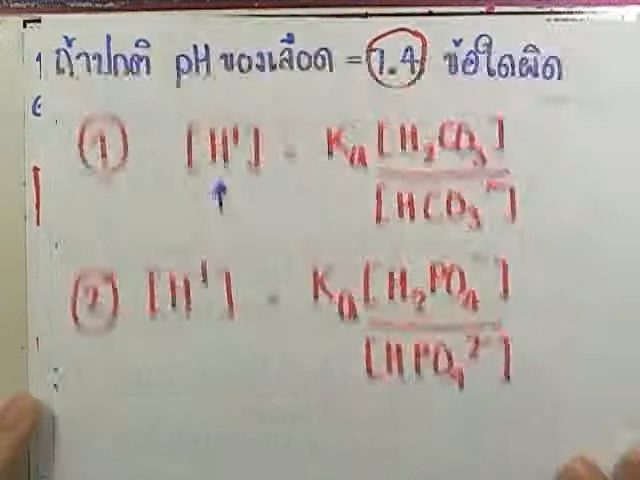 ถ้าปกติ pH ของเลือด = 7.4 ข้อใดผิด
① [H⁺] = Ka [H₂CO₃]
[HCO₃⁻]
② [H⁺] = Ka [H₂PO₄⁻]
[HPO₄²⁻]